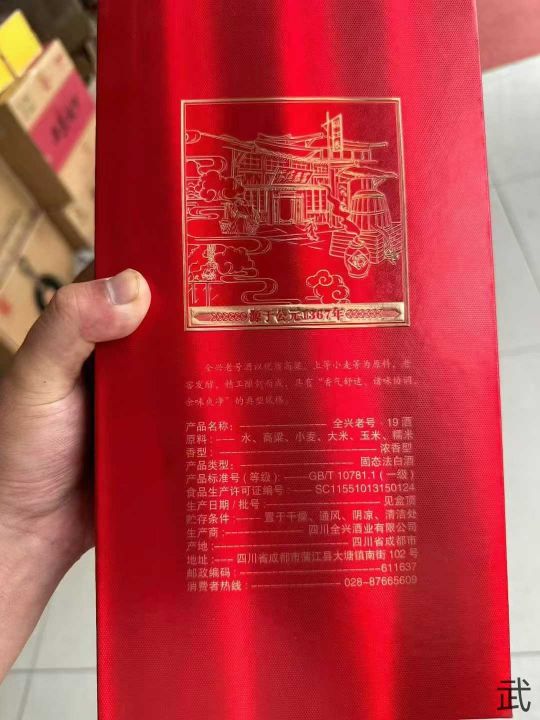 源于公元1367年
全兴老号酒以优质高粱、上等小麦等为原料，老
窖发酵、精工酿制而成，具有“香气舒适、诸味协调、
余味爽净”的典型风格。
产品名称：---- 全兴老号·19酒
原料：--- 水、高粱、小麦、大米、玉米、糯米
香型：---- 浓香型
产品类型：---- 固态法白酒
产品标准号（等级）：---- GB/T 10781.1（一级）
食品生产许可证编号：---- SC11551013150124
生产日期/批号：---- 见盒顶
贮存条件：---- 置于干燥、通风、阴凉、清洁处
生产商：---- 四川全兴酒业有限公司
产地：---- 四川省成都市
地址：-- 四川省成都市蒲江县大塘镇南街102号
邮政编码：---- 611637
消费者热线：---- 028-87665609
武